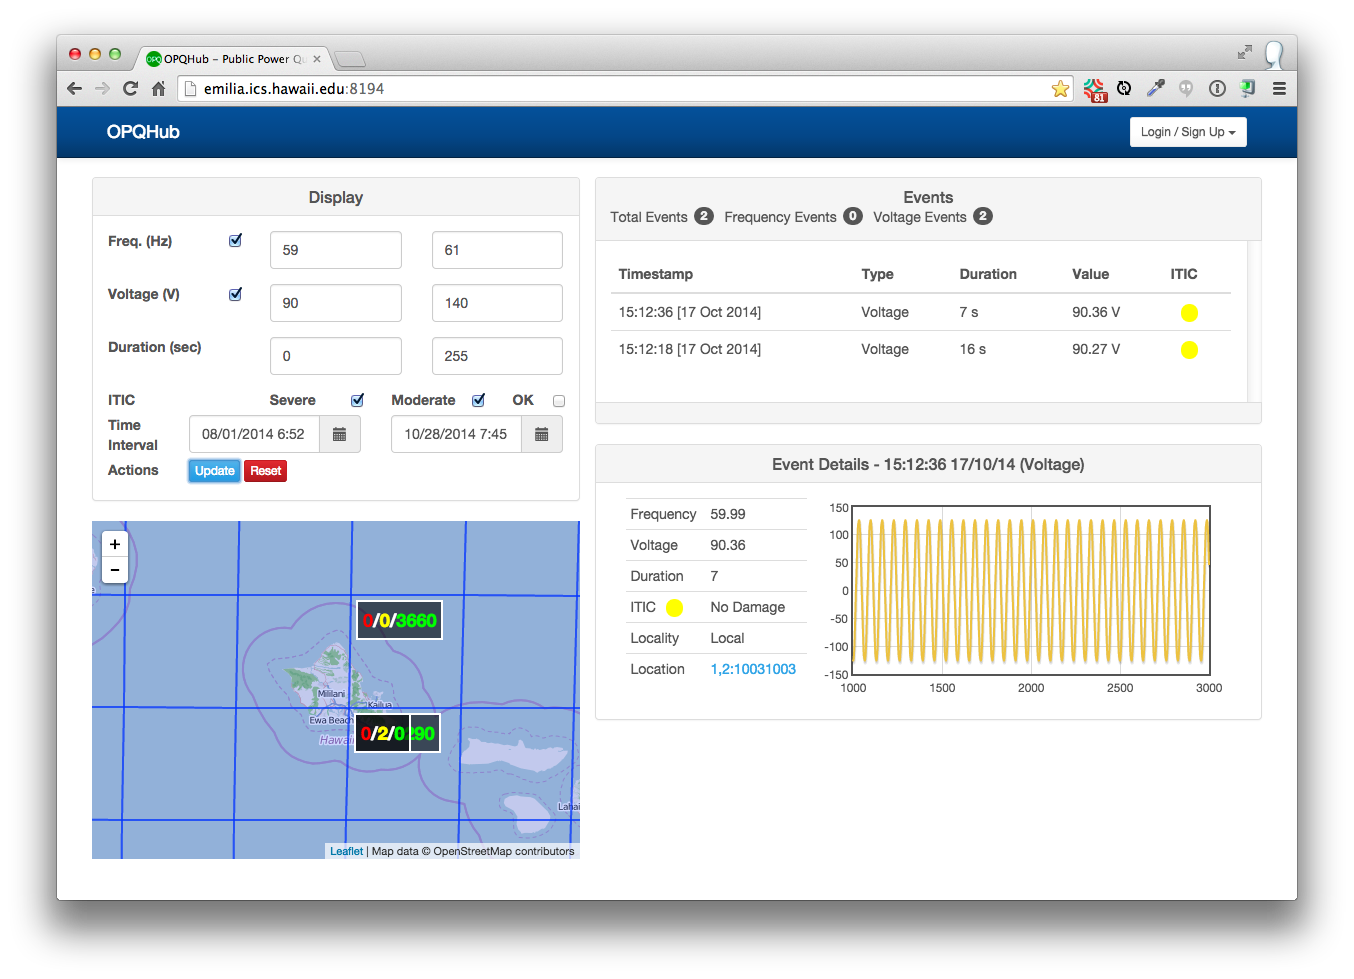 OPQHub – Public Power Qu
emilia.ics.hawaii.edu:8194
81
OPQHub
Login / Sign Up
Display
Freq. (Hz) 59 61
Voltage (V) 90 140
Duration (sec) 0 255
ITIC Severe Moderate OK
Time Interval 08/01/2014 6:52 10/28/2014 7:45
Actions Update Reset
+
−
0/0/3660
Mililani
Kailua
Ewa Beach
0/2/0 290
Hawaii
Lahai
Leaflet | Map data © OpenStreetMap contributors
Events
Total Events 2 Frequency Events 0 Voltage Events 2
Timestamp Type Duration Value ITIC
15:12:36 [17 Oct 2014] Voltage 7 s 90.36 V
15:12:18 [17 Oct 2014] Voltage 16 s 90.27 V
Event Details - 15:12:36 17/10/14 (Voltage)
Frequency 59.99
Voltage 90.36
Duration 7
ITIC No Damage
Locality Local
Location 1,2:10031003
150
100
50
0
-50
-100
-150
1000 1500 2000 2500 3000